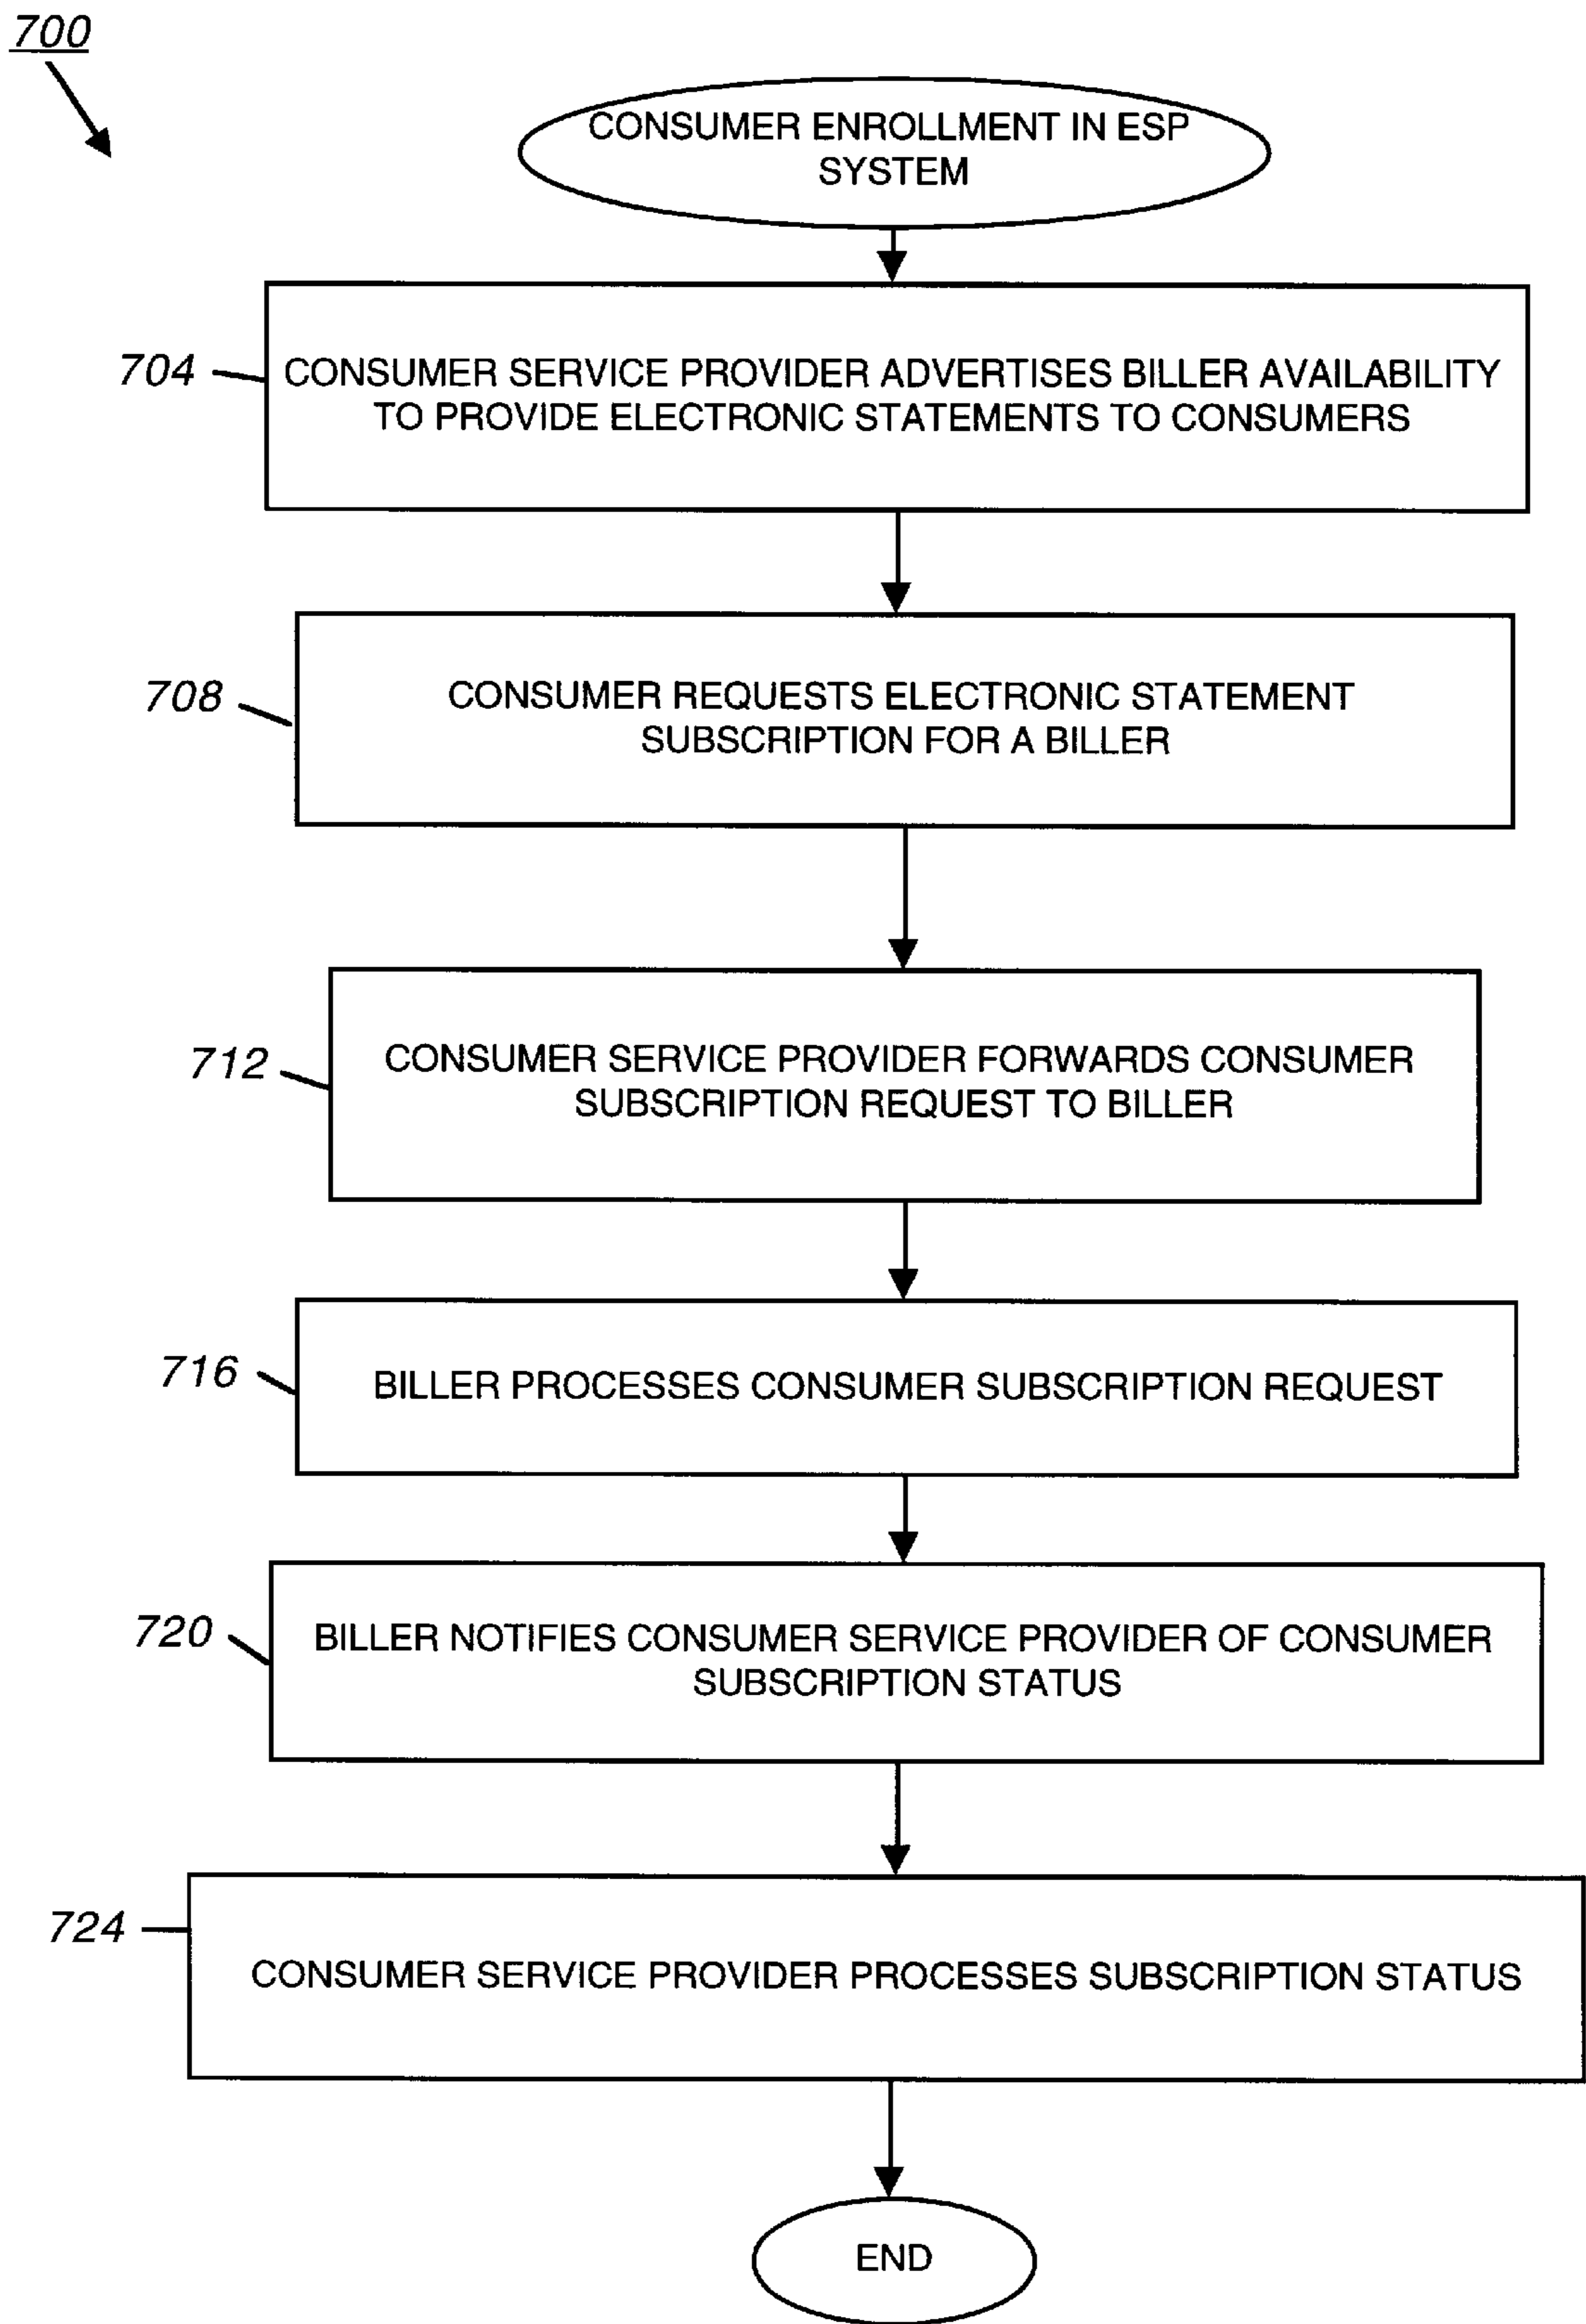 700
CONSUMER ENROLLMENT IN ESP
SYSTEM
704
CONSUMER SERVICE PROVIDER ADVERTISES BILLER AVAILABILITY
TO PROVIDE ELECTRONIC STATEMENTS TO CONSUMERS
708
CONSUMER REQUESTS ELECTRONIC STATEMENT
SUBSCRIPTION FOR A BILLER
712
CONSUMER SERVICE PROVIDER FORWARDS CONSUMER
SUBSCRIPTION REQUEST TO BILLER
716
BILLER PROCESSES CONSUMER SUBSCRIPTION REQUEST
720
BILLER NOTIFIES CONSUMER SERVICE PROVIDER OF CONSUMER
SUBSCRIPTION STATUS
724
CONSUMER SERVICE PROVIDER PROCESSES SUBSCRIPTION STATUS
END